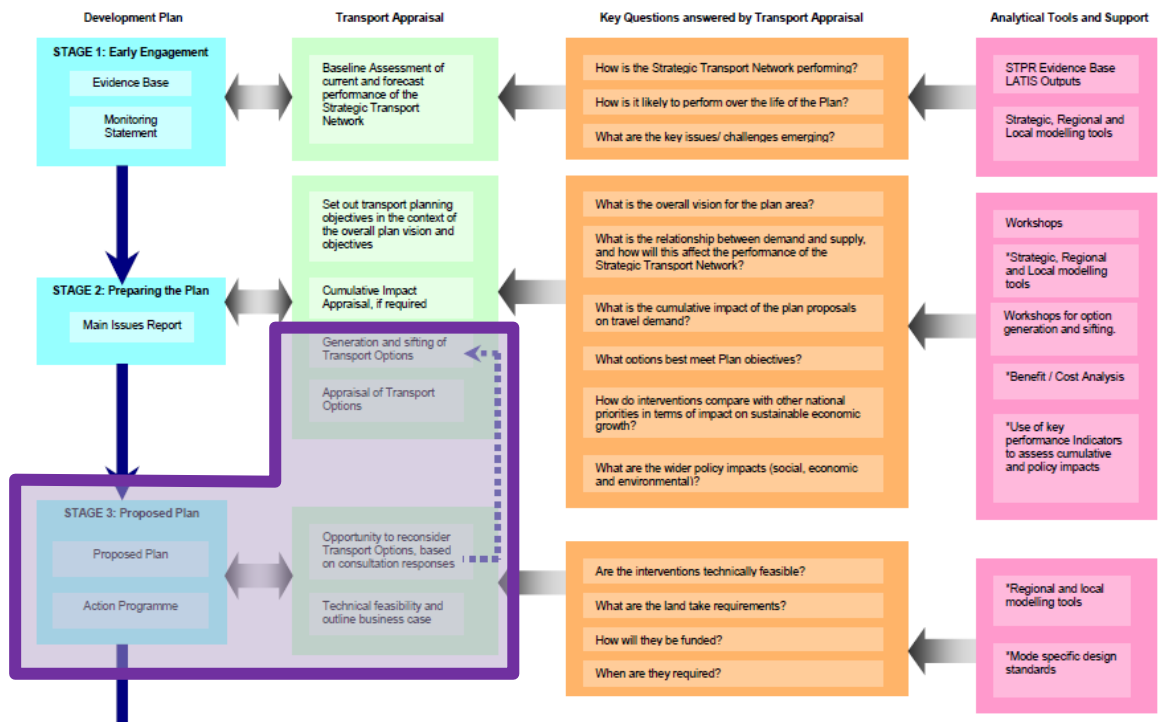 Development Plan
Transport Appraisal
Key Questions answered by Transport Appraisal
Analytical Tools and Support
STAGE 1: Early Engagement
Evidence Base
Monitoring
Statement
Baseline Assessment of
current and forecast
performance of the
Strategic Transport
Network
How is the Strategic Transport Network performing?
How is it likely to perform over the life of the Plan?
What are the key issues/ challenges emerging?
STPR Evidence Base
LATIS Outputs
Strategic, Regional and
Local modelling tools
STAGE 2: Preparing the Plan
Main Issues Report
Set out transport planning
objectives in the context of
the overall plan vision and
objectives
Cumulative Impact
Appraisal, if required
Generation and sifting of
Transport Options
Appraisal of Transport
Options
What is the overall vision for the plan area?
What is the relationship between demand and supply,
and how will this affect the performance of the
Strategic Transport Network?
What is the cumulative impact of the plan proposals
on travel demand?
What options best meet Plan objectives?
How do interventions compare with other national
priorities in terms of impact on sustainable economic
growth?
What are the wider policy impacts (social, economic
and environmental)?
Workshops
*Strategic, Regional
and Local modelling
tools
Workshops for option
generation and sifting.
*Benefit / Cost Analysis
*Use of key
performance Indicators
to assess cumulative
and policy impacts
STAGE 3: Proposed Plan
Proposed Plan
Action Programme
Opportunity to reconsider
Transport Options, based
on consultation responses
Technical feasibility and
outline business case
Are the interventions technically feasible?
What are the land take requirements?
How will they be funded?
When are they required?
*Regional and local
modelling tools
*Mode specific design
standards